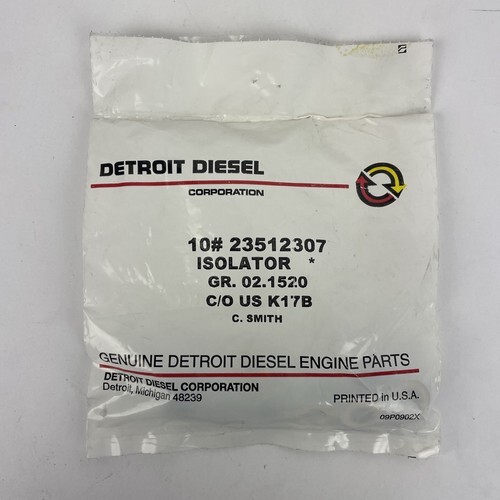 DETROIT DIESEL
CORPORATION
10# 23512307
ISOLATOR *
GR. 02.1520
C/O US K17B
C. SMITH
GENUINE DETROIT DIESEL ENGINE PARTS
DETROIT DIESEL CORPORATION
Detroit, Michigan 48239
PRINTED in U.S.A.
09P0902X